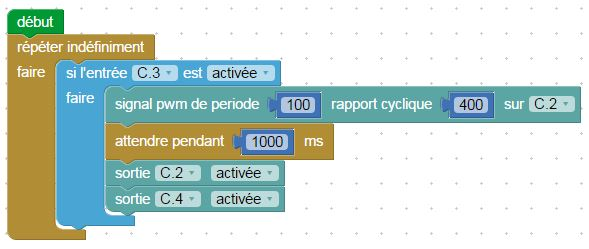 début
répéter indéfiniment
faire si l'entrée C.3 est activée
faire signal pwm de periode 100 rapport cyclique 400 sur C.2
attendre pendant 1000 ms
sortie C.2 activée
sortie C.4 activée